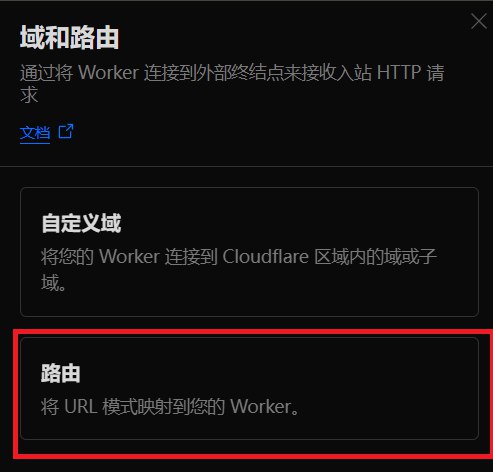 域和路由
通过将 Worker 连接到外部终结点来接收入站 HTTP 请
求
文档
自定义域
将您的 Worker 连接到 Cloudflare 区域内的域或子
域。
路由
将 URL 模式映射到您的 Worker。